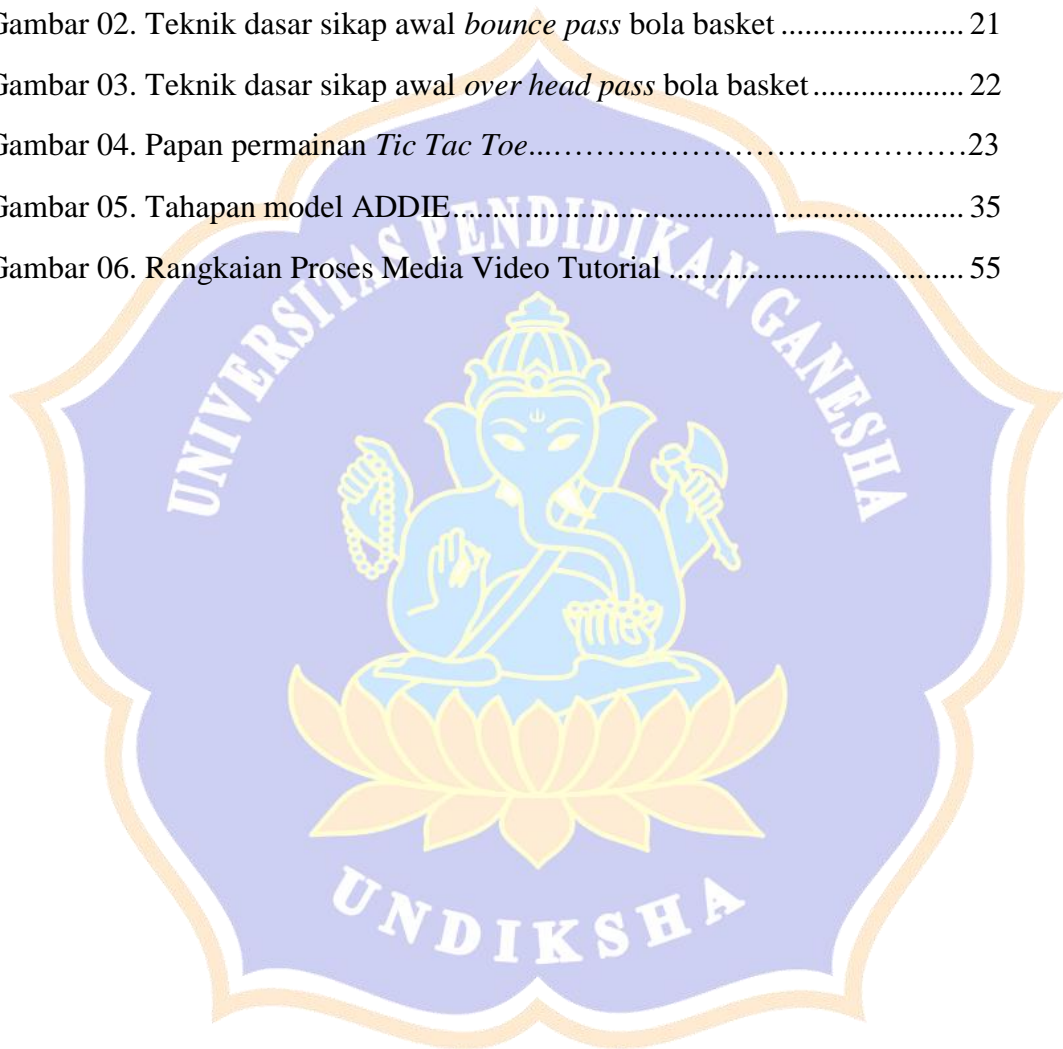 Gambar 02. Teknik dasar sikap awal bounce pass bola basket ...................... 21
Gambar 03. Teknik dasar sikap awal over head pass bola basket .................. 22
Gambar 04. Papan permainan Tic Tac Toe...……………………………………23
Gambar 05. Tahapan model ADDIE.............................................................. 35
Gambar 06. Rangkaian Proses Media Video Tutorial ................................... 55
UNIVERSITAS PENDIDIKAN GANESHA
UNDIKSHA